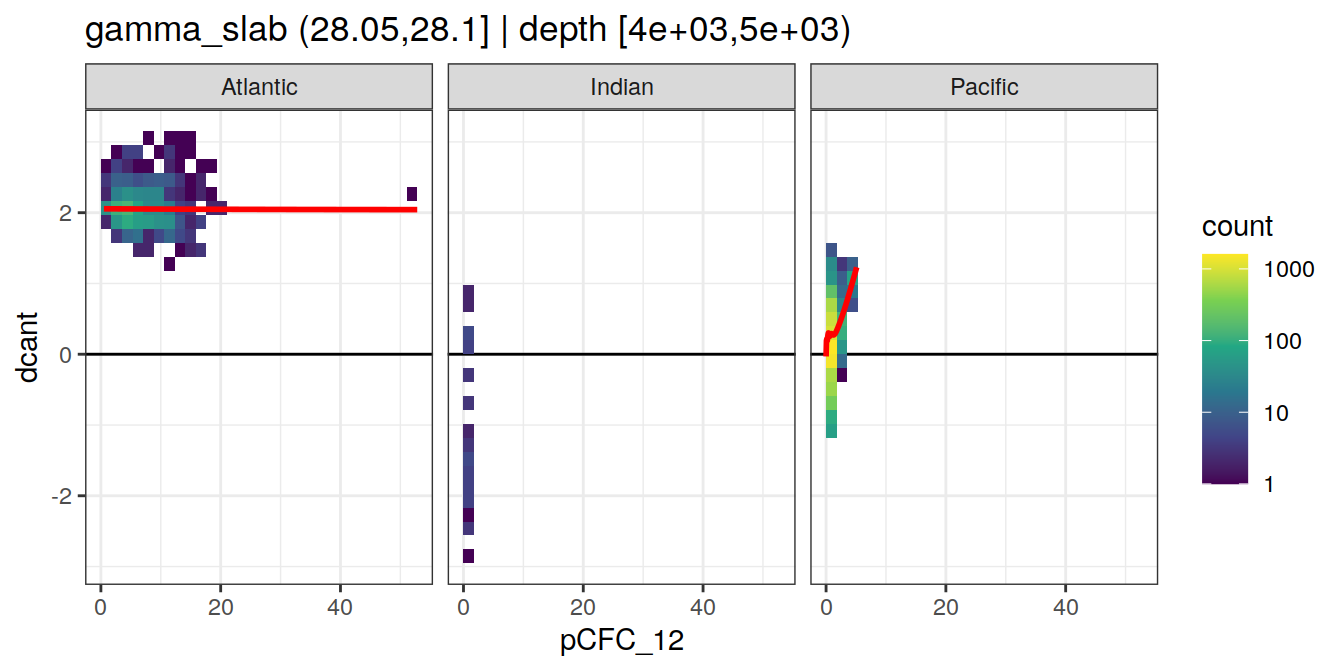 gamma_slab (28.05,28.1] | depth [4e+03,5e+03)
Atlantic
Indian
Pacific
dcant
2
0
-2
0 20 40
0 20 40
0 20 40
pCFC_12
count
1000
100
10
1